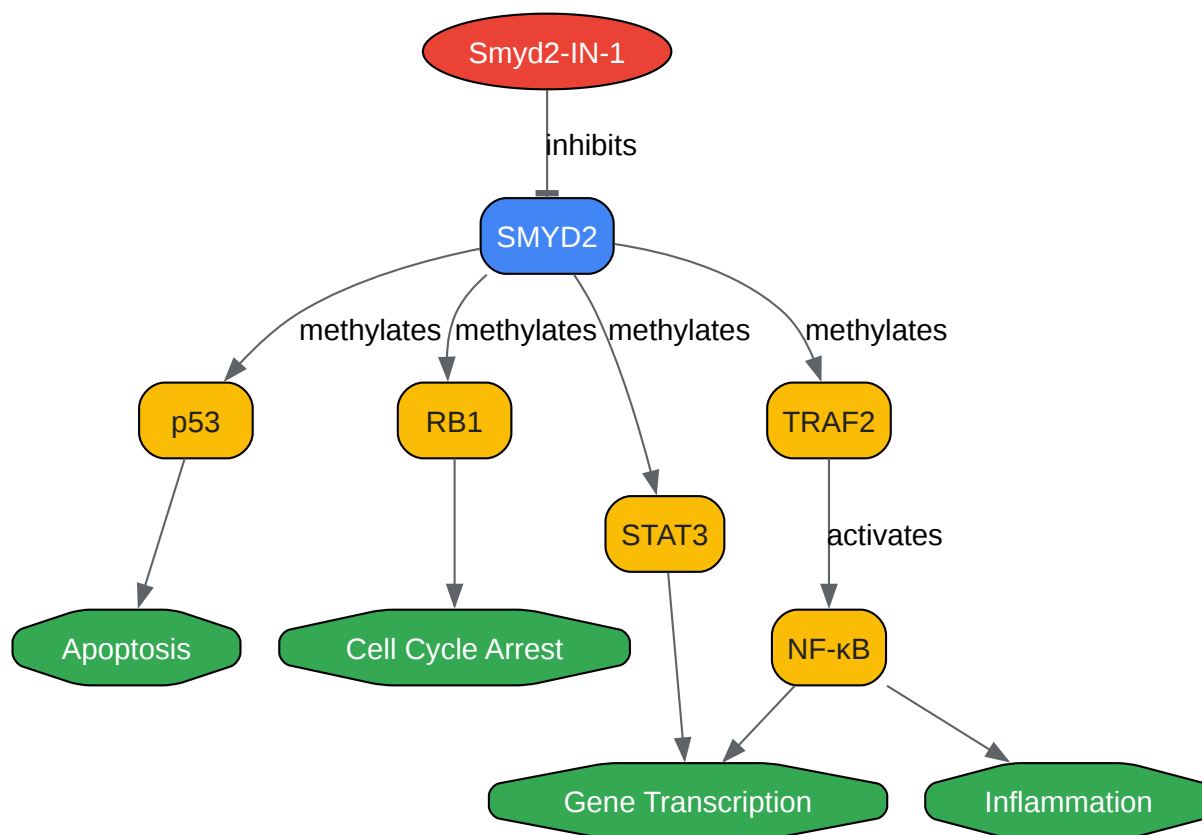 Smyd2-IN-1
inhibits
SMYD2
methylates
methylates
methylates
methylates
p53
RB1
TRAF2
STAT3
activates
Apoptosis
Cell Cycle Arrest
NF-κB
Gene Transcription
Inflammation